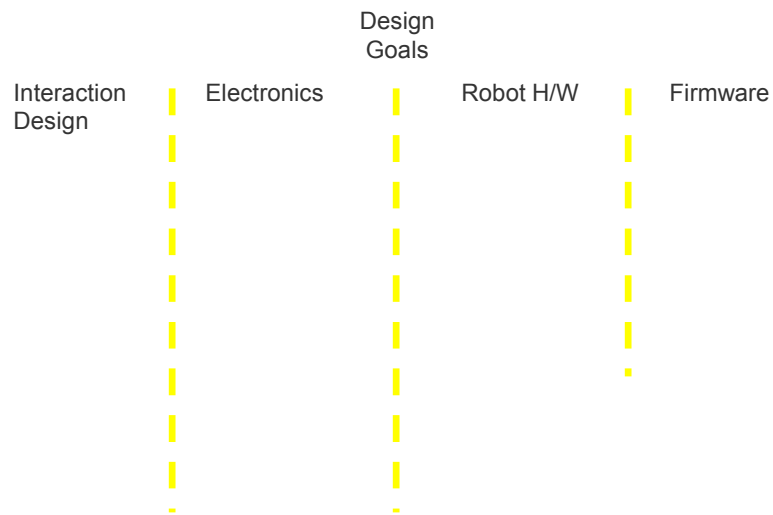 Design
Goals
Interaction
Design
Electronics
Robot H/W
Firmware